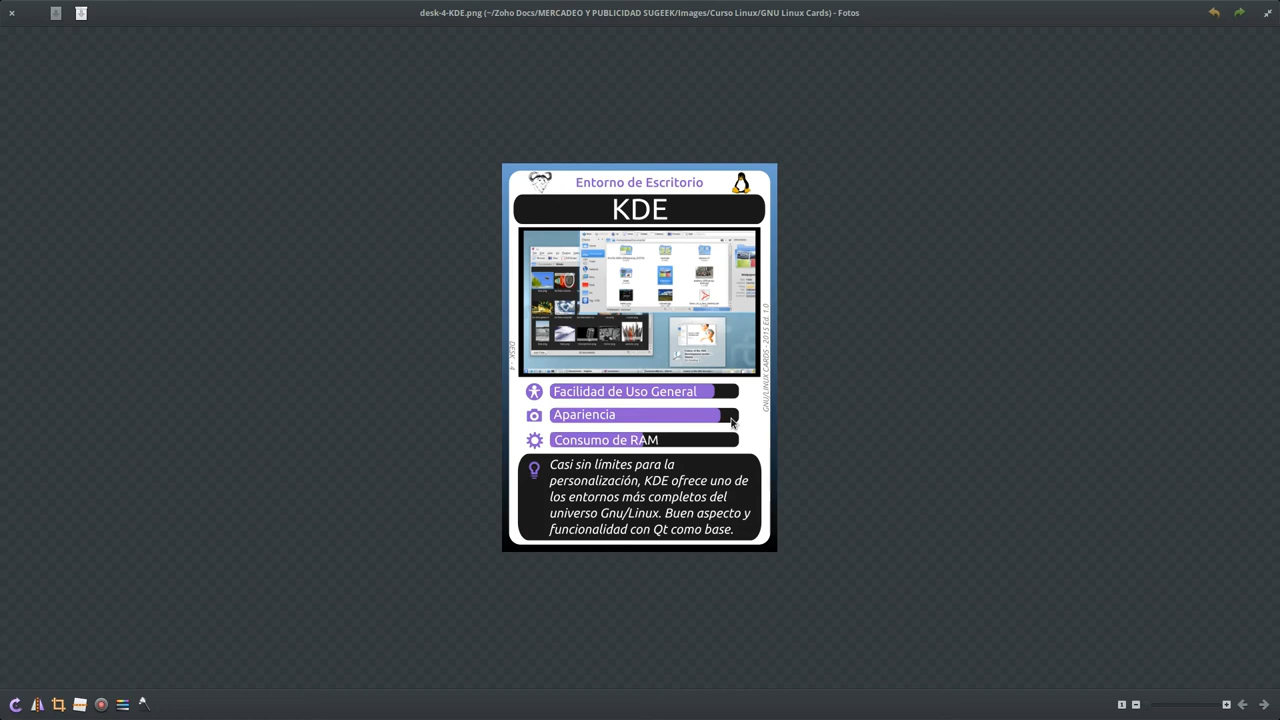 desk-4-KDE.png (~/Zoho Docs/MERCADEO Y PUBLICIDAD SUGEEK/Images/Curso Linux/GNU Linux Cards) - Fotos
Entorno de Escritorio
KDE
DESK - 4
GNU/LINUX CARDS - 2015 Ed. 1.0
Facilidad de Uso General
Apariencia
Consumo de RAM
Casi sin límites para la
personalización, KDE ofrece uno de
los entornos más completos del
universo Gnu/Linux. Buen aspecto y
funcionalidad con Qt como base.